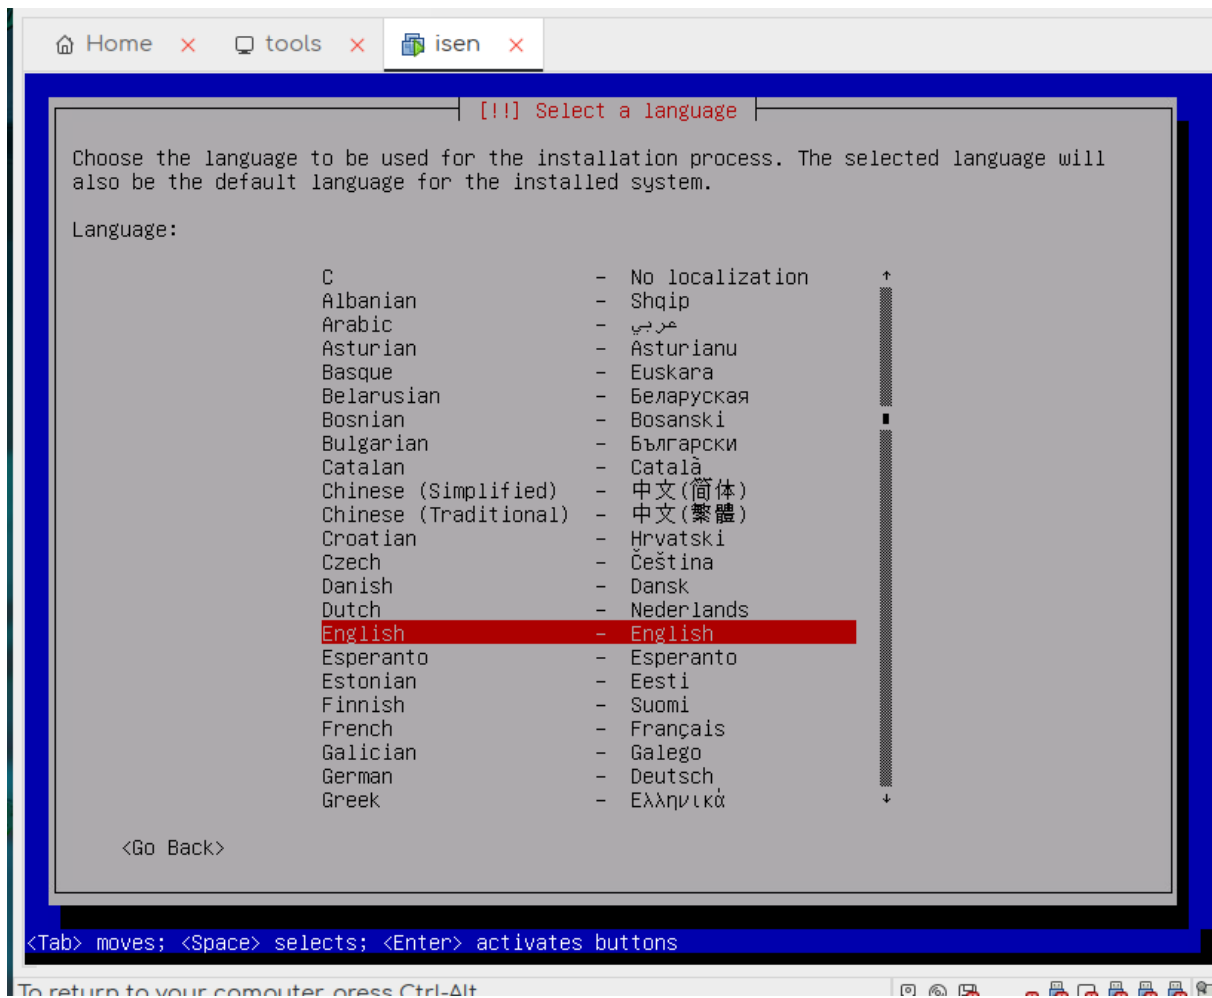 Home × tools × isen ×
[!!] Select a language
Choose the language to be used for the installation process. The selected language will
also be the default language for the installed system.
Language:
C - No localization
Albanian - Shqip
Arabic - عربي
Asturian - Asturianu
Basque - Euskara
Belarusian - Беларуская
Bosnian - Bosanski
Bulgarian - Български
Catalan - Català
Chinese (Simplified) - 中文(简体)
Chinese (Traditional) - 中文(繁體)
Croatian - Hrvatski
Czech - Čeština
Danish - Dansk
Dutch - Nederlands
English - English
Esperanto - Esperanto
Estonian - Eesti
Finnish - Suomi
French - Français
Galician - Galego
German - Deutsch
Greek - Ελληνικά
<Go Back>
<Tab> moves; <Space> selects; <Enter> activates buttons
To return to your computer, press Ctrl-Alt